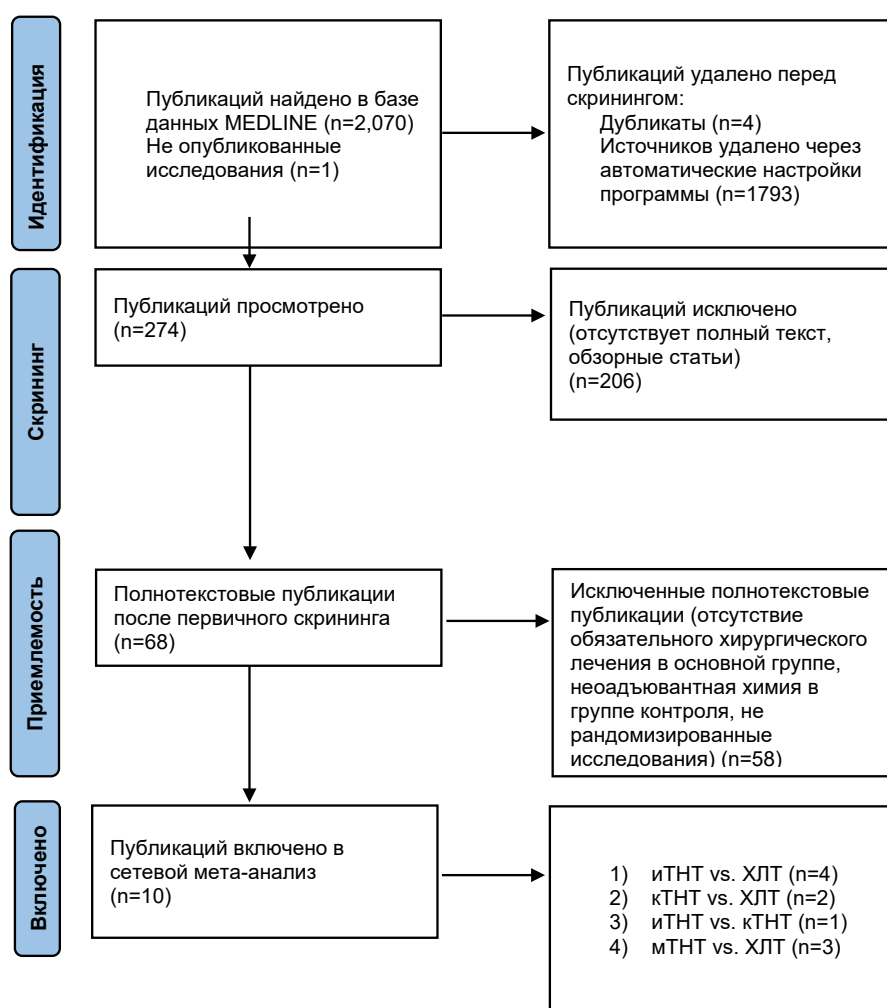 Идентификация
Публикаций найдено в базе
данных MEDLINE (n=2,070)
Не опубликованные
исследования (n=1)
Публикаций удалено перед
скринингом:
Дубликаты (n=4)
Источников удалено через
автоматические настройки
программы (n=1793)
Скрининг
Публикаций просмотрено
(n=274)
Публикаций исключено
(отсутствует полный текст,
обзорные статьи)
(n=206)
Приемлемость
Полнотекстовые публикации
после первичного скрининга
(n=68)
Исключенные полнотекстовые
публикации (отсутствие
обязательного хирургического
лечения в основной группе,
неоадъювантная химия в
группе контроля, не
рандомизированные
исследования) (n=58)
Включено
Публикаций включено в
сетевой мета-анализ
(n=10)
1) иТНТ vs. ХЛТ (n=4)
2) кТНТ vs. ХЛТ (n=2)
3) иТНТ vs. кТНТ (n=1)
4) мТНТ vs. ХЛТ (n=3)